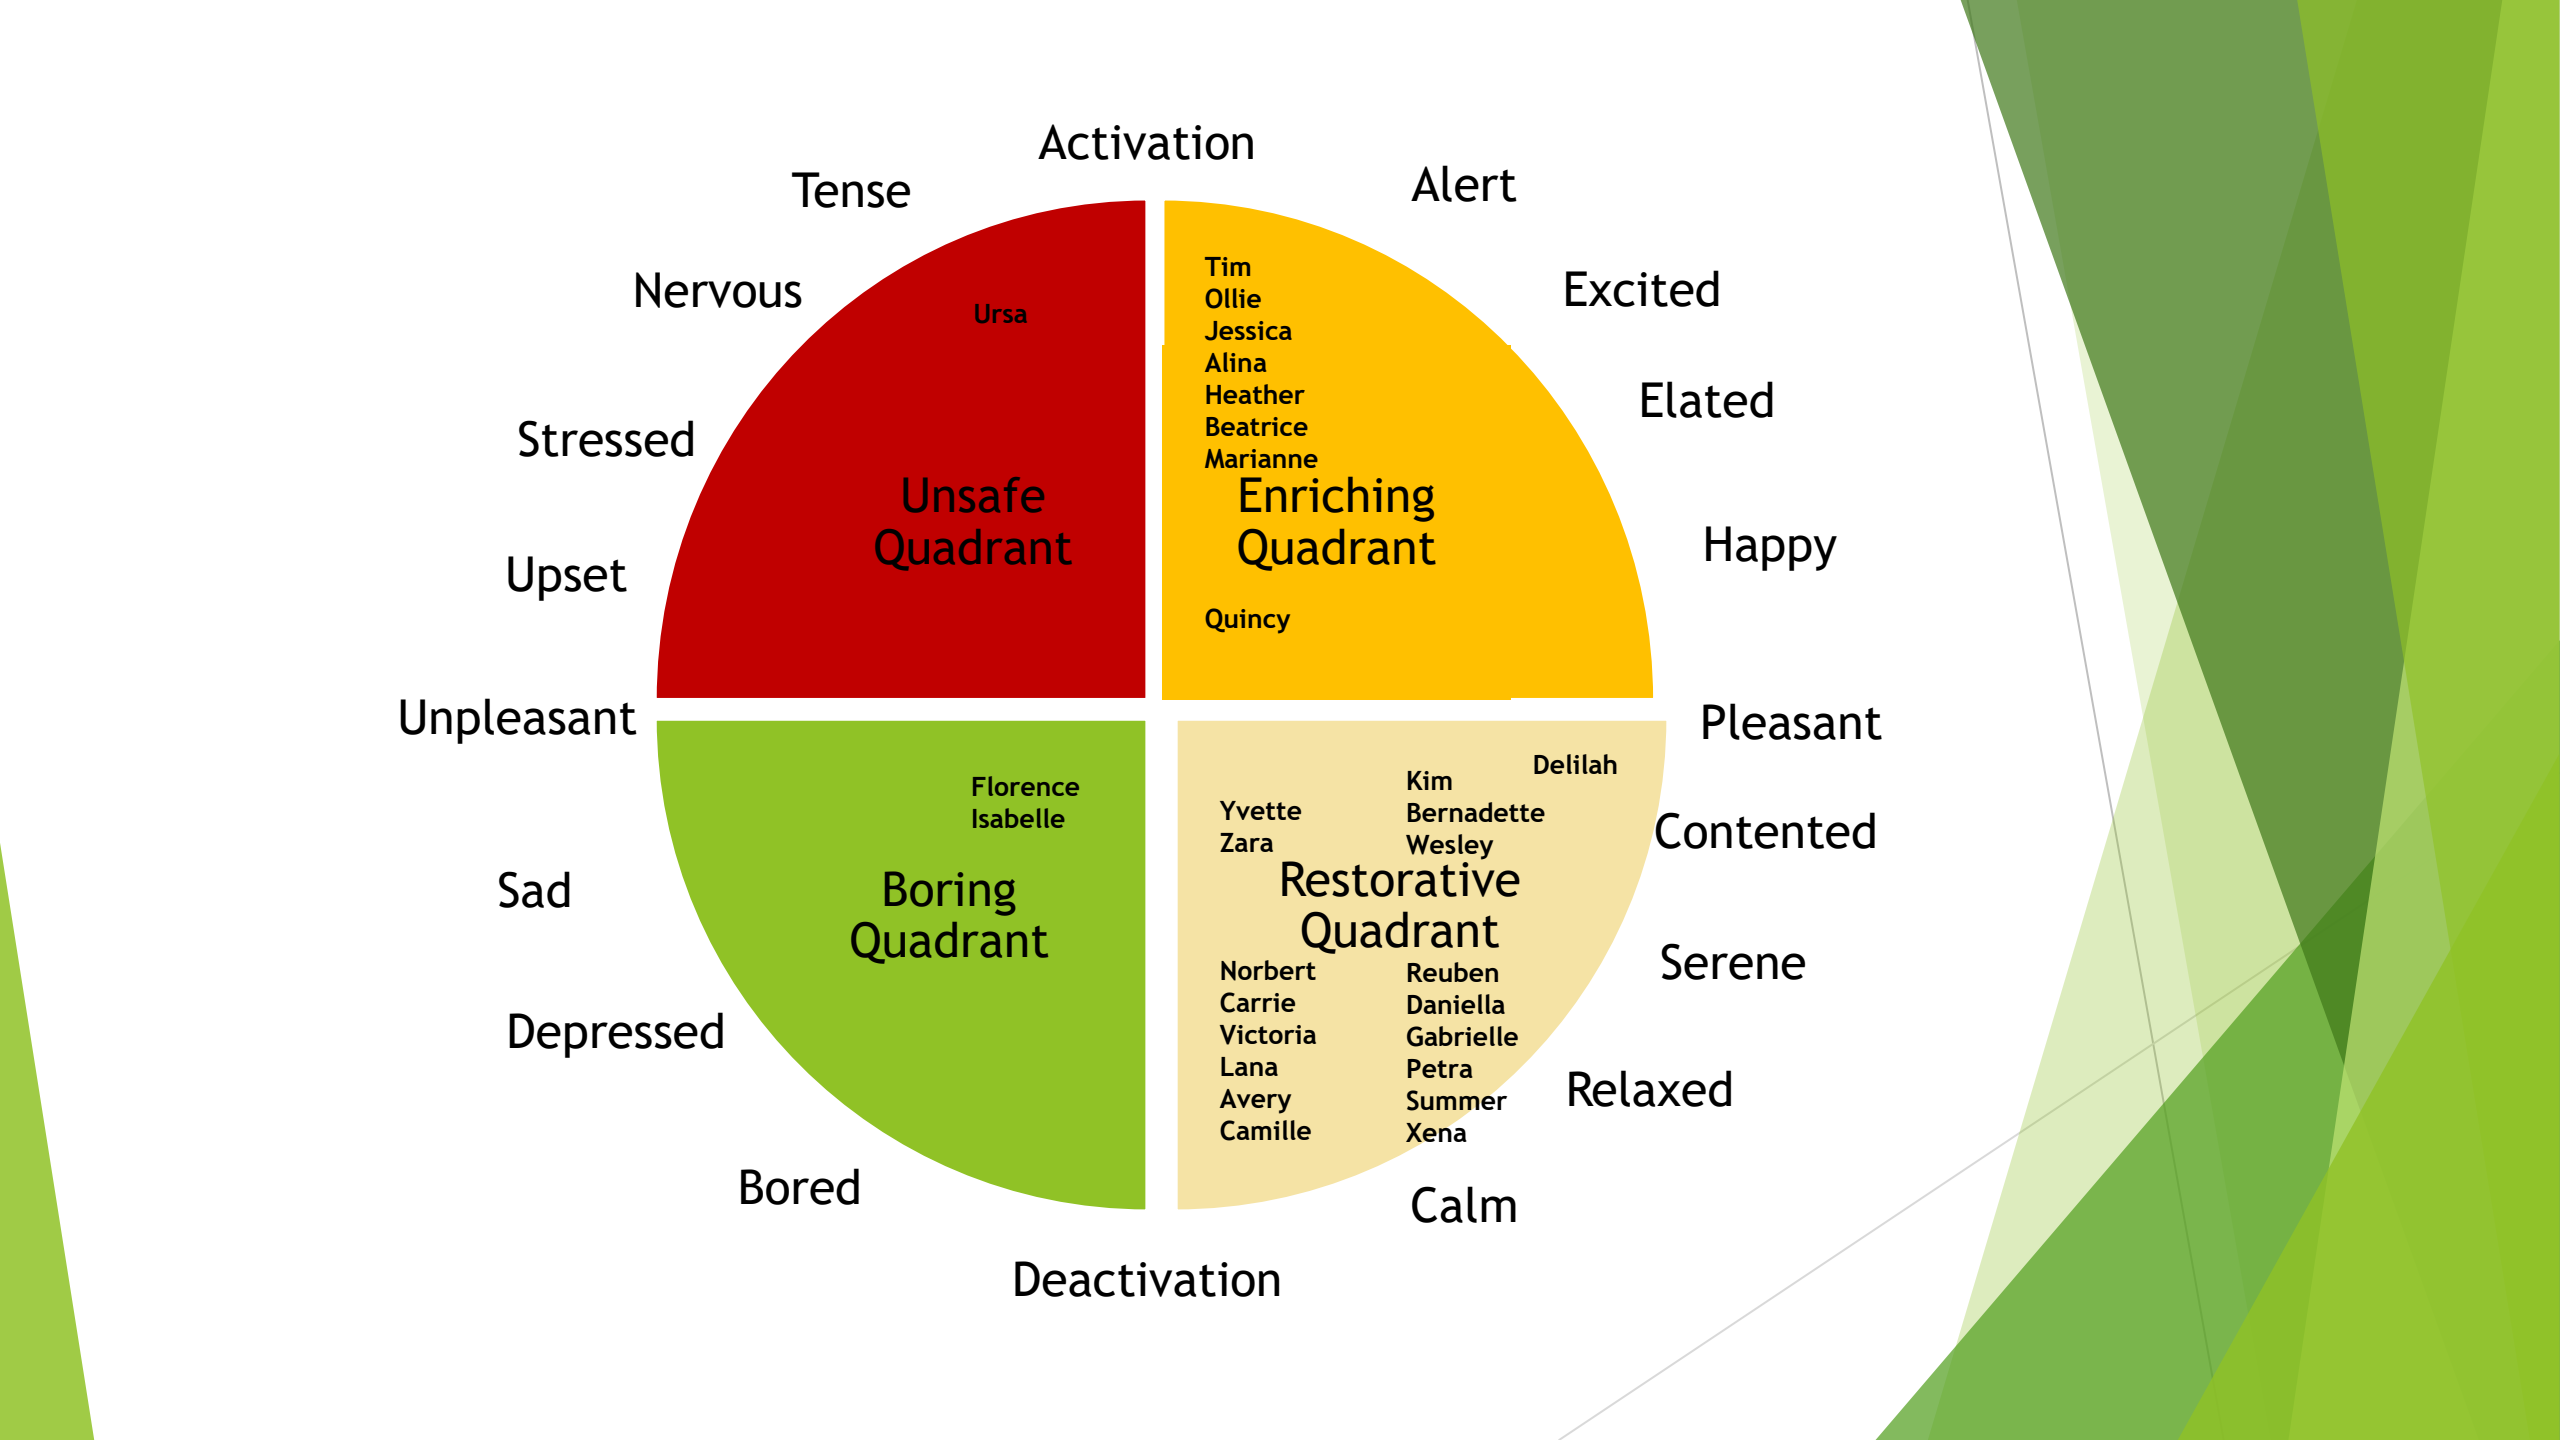 Activation
Tense
Alert
Nervous
Excited
Stressed
Elated
Upset
Happy
Unpleasant
Pleasant
Sad
Contented
Depressed
Serene
Bored
Relaxed
Calm
Deactivation
Ursa
Unsafe
Quadrant
Tim
Ollie
Jessica
Alina
Heather
Beatrice
Marianne
Enriching
Quadrant
Quincy
Florence
Isabelle
Boring
Quadrant
Delilah
Yvette
Zara
Kim
Bernadette
Wesley
Restorative
Quadrant
Norbert
Carrie
Victoria
Lana
Avery
Camille
Reuben
Daniella
Gabrielle
Petra
Summer
Xena